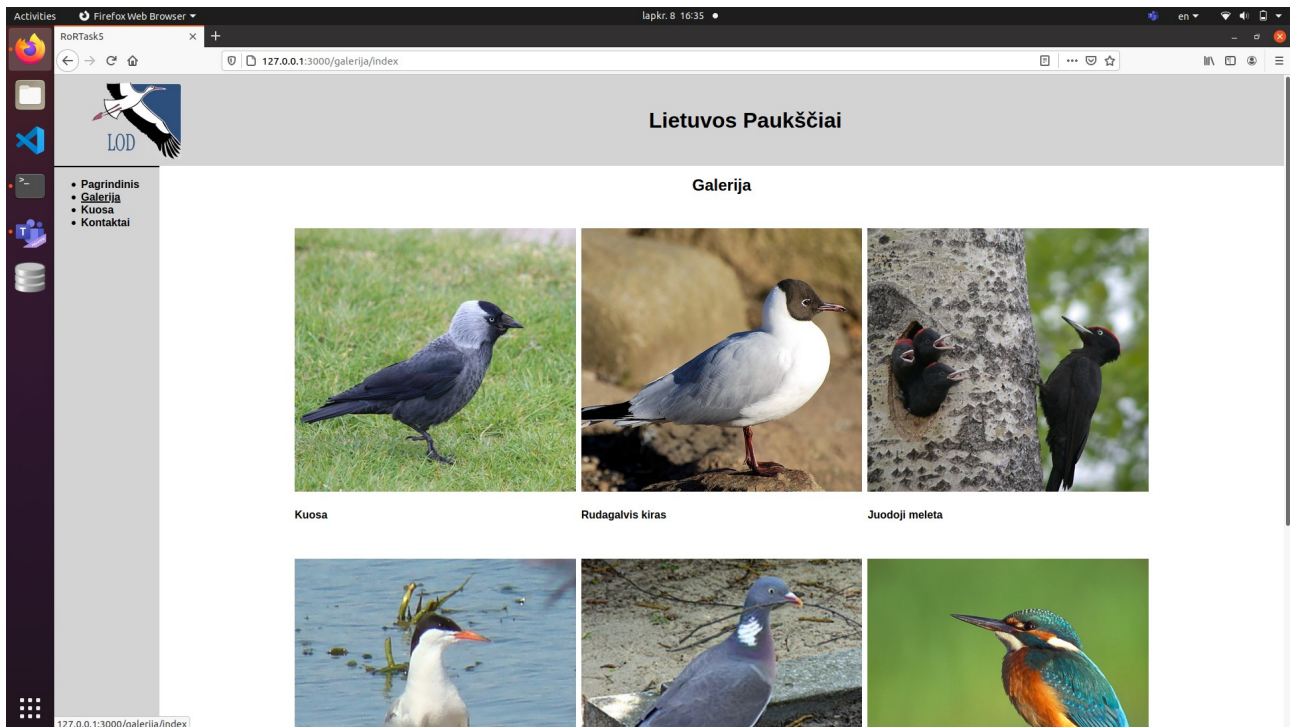 Activities Firefox Web Browser lapkr. 8 16:35 en
RoRTask5
127.0.0.1:3000/galerija/index
LOD
Lietuvos Paukščiai
Pagrindinis
Galerija
Kuosa
Kontaktai
Galerija
Kuosa Rudagalvis kiras Juodoji meleta
127.0.0.1:3000/galerija/index